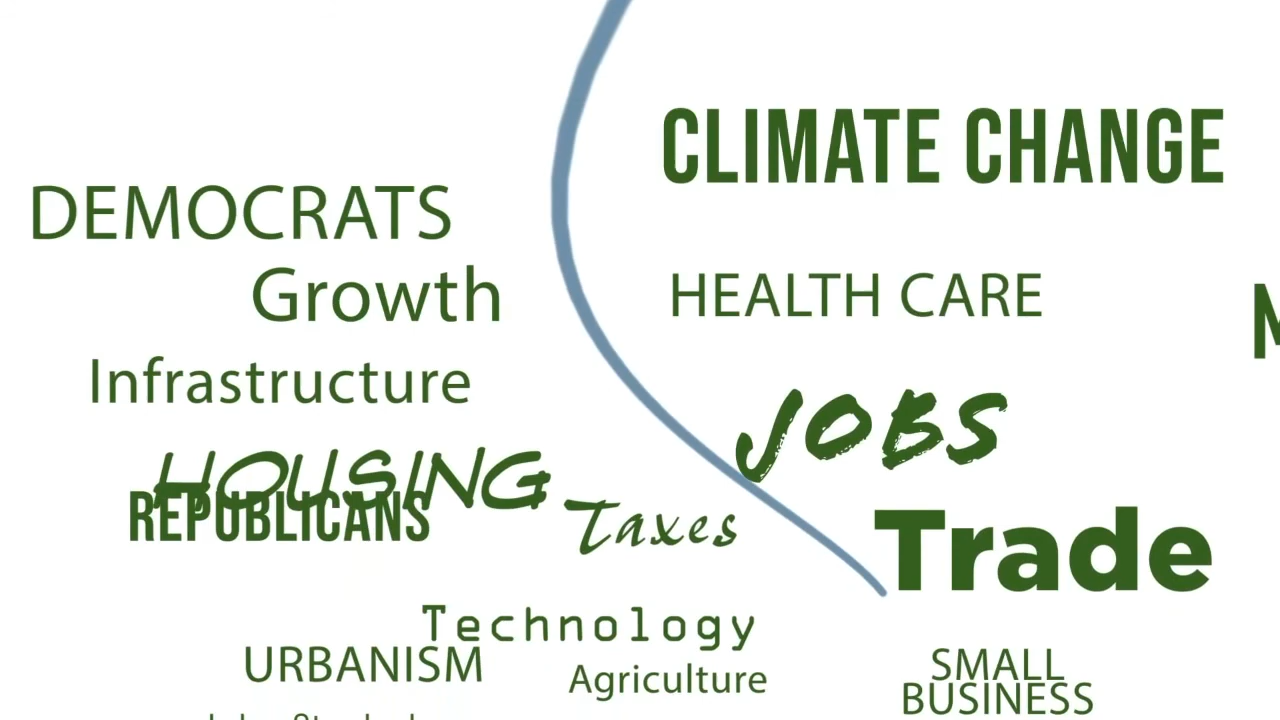 CLIMATE CHANGE
DEMOCRATS
Growth
HEALTH CARE
Infrastructure
JOBS
HOUSING
REPUBLICANS
Taxes
Trade
Technology
URBANISM
Agriculture
SMALL
BUSINESS